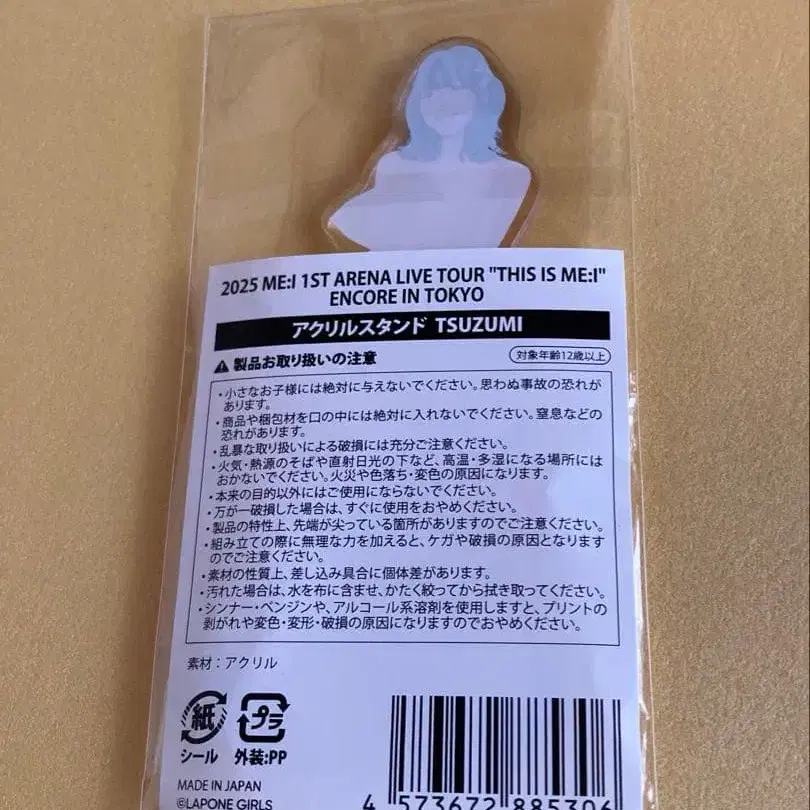 2025 ME:I 1ST ARENA LIVE TOUR "THIS IS ME:I"
ENCORE IN TOKYO
アクリルスタンド TSUZUMI
製品お取り扱いの注意
対象年齢12歳以上
・小さなお子様には絶対に与えないでください。思わぬ事故の恐れが
あります。
・商品や梱包材を口の中には絶対に入れないでください。窒息などの
恐れがあります。
・乱暴な取り扱いによる破損には充分ご注意ください。
・火気・熱源のそばや直射日光の下など、高温・多湿になる場所には
おかないでください。火災や色落ち・変色の原因になります。
・本来の目的以外にはご使用にならないでください。
・万が一破損した場合は、すぐに使用をおやめください。
・製品の特性上、先端が尖っている箇所がありますのでご注意ください。
・組み立ての際に無理な力を加えると、ケガや破損の原因となります
のでご注意ください。
・素材の性質上、差し込み具合に個体差があります。
・汚れた場合は、水を布に含ませ、かたく絞ってから拭き取ってください。
・シンナー・ベンジンや、アルコール系溶剤を使用しますと、プリントの
剥がれや変色・変形・破損の原因になりますのでおやめください。
素材：アクリル
紙
プラ
シール
外装:PP
MADE IN JAPAN
©LAPONE GIRLS
4 573672 885306